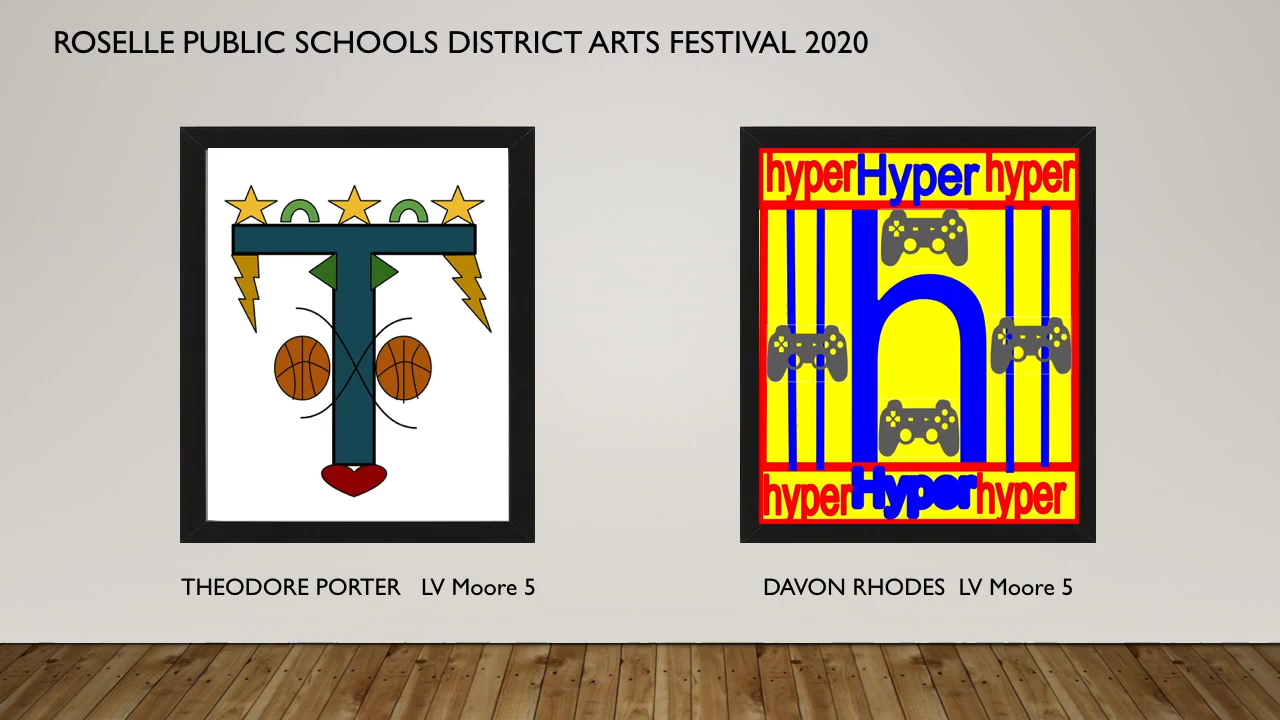 ROSELLE PUBLIC SCHOOLS DISTRICT ARTS FESTIVAL 2020
T
hyper Hyper hyper
h
hyper Hyper hyper
THEODORE PORTER LV Moore 5
DAVON RHODES LV Moore 5